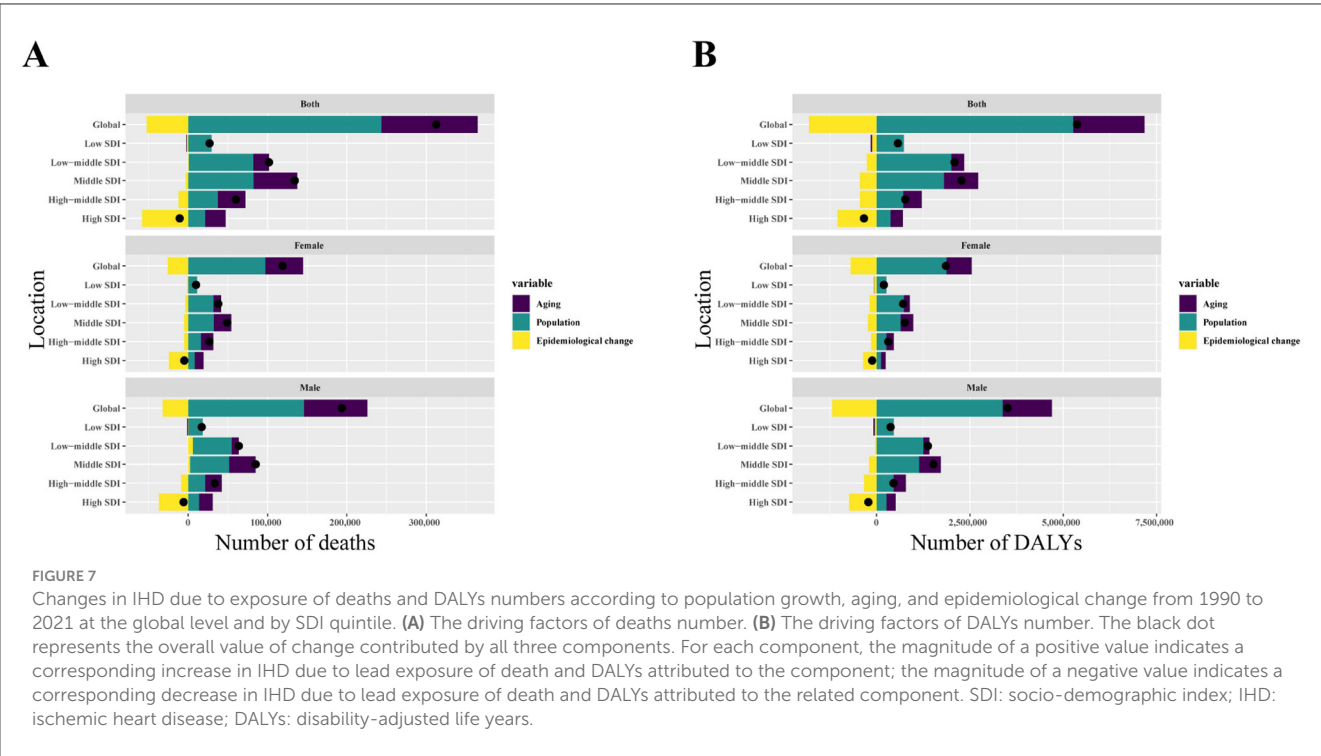 A
Both
Global
Low SDI
Low-middle SDI
Middle SDI
High-middle SDI
High SDI
Female
Global
Low SDI
Low-middle SDI
Middle SDI
High-middle SDI
High SDI
Male
Global
Low SDI
Low-middle SDI
Middle SDI
High-middle SDI
High SDI
Location
0 100,000 200,000 300,000
Number of deaths
variable
Aging
Population
Epidemiological change
B
Both
Global
Low SDI
Low-middle SDI
Middle SDI
High-middle SDI
High SDI
Female
Global
Low SDI
Low-middle SDI
Middle SDI
High-middle SDI
High SDI
Male
Global
Low SDI
Low-middle SDI
Middle SDI
High-middle SDI
High SDI
Location
0 2,500,000 5,000,000 7,500,000
Number of DALYs
variable
Aging
Population
Epidemiological change
FIGURE 7
Changes in IHD due to exposure of deaths and DALYs numbers according to population growth, aging, and epidemiological change from 1990 to
2021 at the global level and by SDI quintile. (A) The driving factors of deaths number. (B) The driving factors of DALYs number. The black dot
represents the overall value of change contributed by all three components. For each component, the magnitude of a positive value indicates a
corresponding increase in IHD due to lead exposure of death and DALYs attributed to the component; the magnitude of a negative value indicates a
corresponding decrease in IHD due to lead exposure of death and DALYs attributed to the related component. SDI: socio-demographic index; IHD:
ischemic heart disease; DALYs: disability-adjusted life years.